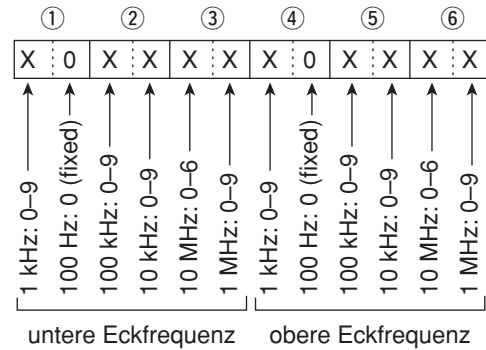 ① ② ③ ④ ⑤ ⑥
X 0 X X X X X 0 X X X X
1 kHz: 0–9
100 Hz: 0 (fixed)
100 kHz: 0–9
10 kHz: 0–9
10 MHz: 0–6
1 MHz: 0–9
1 kHz: 0–9
100 Hz: 0 (fixed)
100 kHz: 0–9
10 kHz: 0–9
10 MHz: 0–6
1 MHz: 0–9
untere Eckfrequenz obere Eckfrequenz